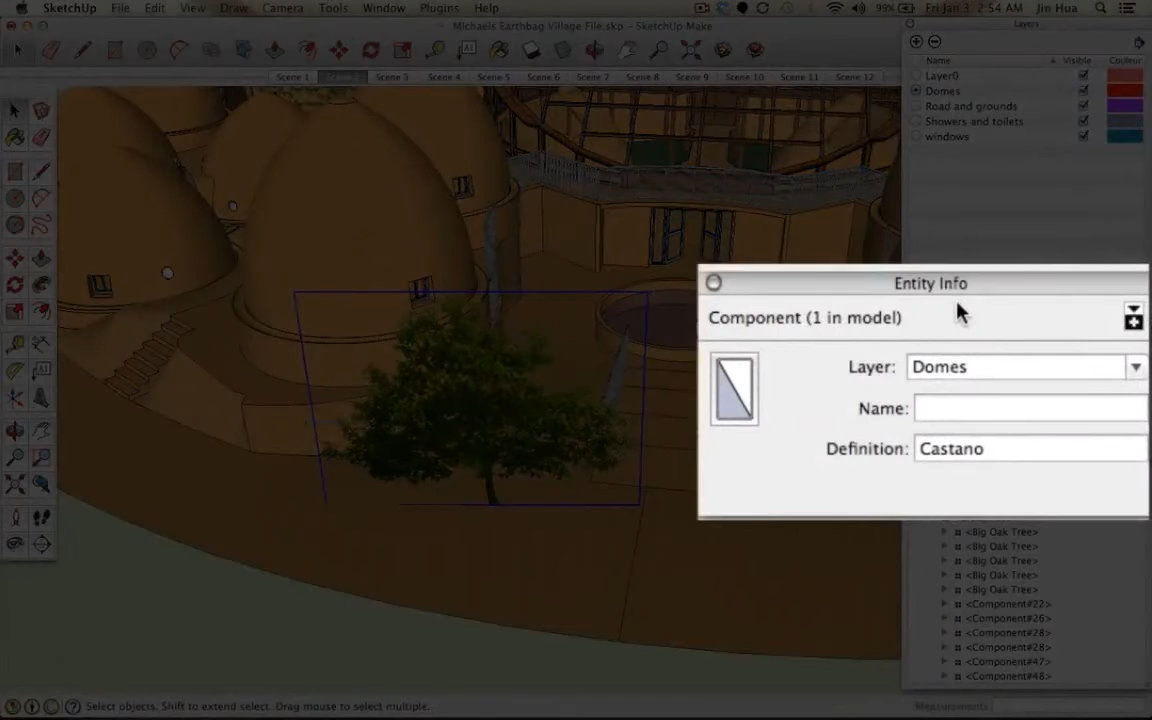 SketchUp File Edit View Draw Camera Tools Window Plugins Help 99% Fri Jan 3 2:54 AM Jin Hua
Michaels Earthbag Village File.skp – SketchUp Make
Layers
Scene 1 Scene 3 Scene 4 Scene 5 Scene 6 Scene 7 Scene 8 Scene 9 Scene 10 Scene 11 Scene 12
Name Visible Colour
Layer0
Domes
Road and grounds
Showers and toilets
windows
Entity Info
Component (1 in model)
Layer: Domes
Name:
Definition: Castano
<Big Oak Tree>
<Big Oak Tree>
<Big Oak Tree>
<Big Oak Tree>
<Big Oak Tree>
<Component#22>
<Component#26>
<Component#28>
<Component#28>
<Component#47>
<Component#48>
Select objects. Shift to extend select. Drag mouse to select multiple.
Measurements